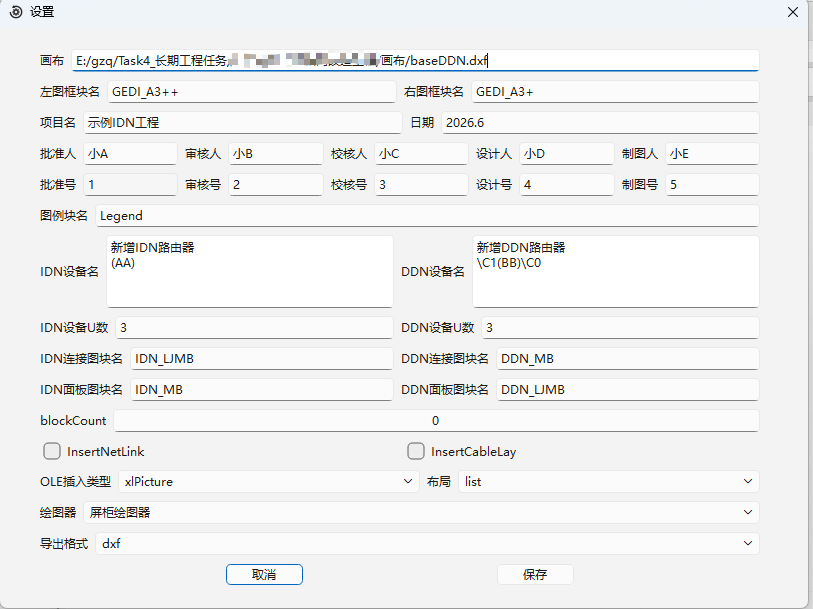 设置
画布 E:/gzq/Task4_长期工程任务/ /画布/baseDDN.dxf
左图框块名 GEDI_A3++ 右图框块名 GEDI_A3+
项目名 示例IDN工程 日期 2026.6
批准人 小A 审核人 小B 校核人 小C 设计人 小D 制图人 小E
批准号 1 审核号 2 校核号 3 设计号 4 制图号 5
图例块名 Legend
IDN设备名 新增IDN路由器
(AA)
DDN设备名 新增DDN路由器
\C1(BB)\C0
IDN设备U数 3 DDN设备U数 3
IDN连接图块名 IDN_LJMB DDN连接图块名 DDN_MB
IDN面板图块名 IDN_MB DDN面板图块名 DDN_LJMB
blockCount 0
InsertNetLink InsertCableLay
OLE插入类型 xlPicture 布局 list
绘图器 屏柜绘图器
导出格式 dxf
取消 保存